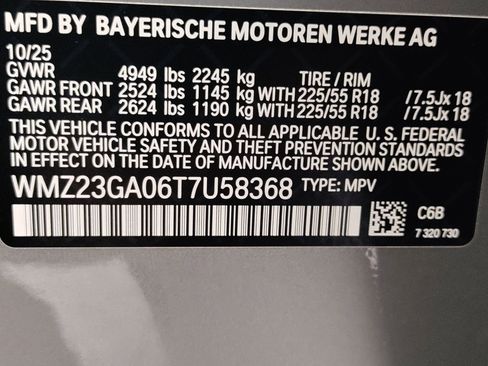 MFD BY BAYERISCHE MOTOREN WERKE AG
10/25
GVWR 4949 lbs 2245 kg TIRE / RIM
GAWR FRONT 2524 lbs 1145 kg WITH 225/55 R18 /7.5Jx 18
GAWR REAR 2624 lbs 1190 kg WITH 225/55 R18 /7.5Jx 18
THIS VEHICLE CONFORMS TO ALL APPLICABLE U. S. FEDERAL
MOTOR VEHICLE SAFETY AND THEFT PREVENTION STANDARDS
IN EFFECT ON THE DATE OF MANUFACTURE SHOWN ABOVE.
WMZ23GA06T7U58368 TYPE: MPV
C6B
7 320 730